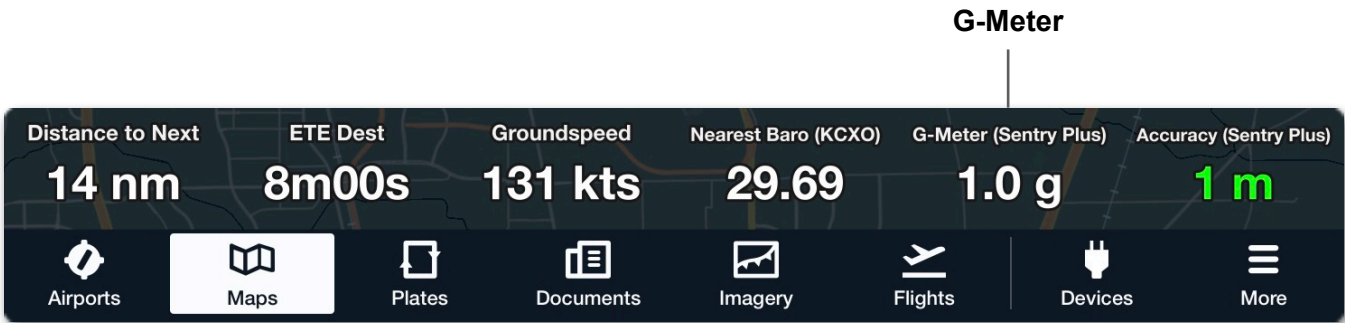 G-Meter
Distance to Next ETE Dest Groundspeed Nearest Baro (KCXO) G-Meter (Sentry Plus) Accuracy (Sentry Plus)
14 nm 8m00s 131 kts 29.69 1.0 g 1 m
Airports Maps Plates Documents Imagery Flights Devices More